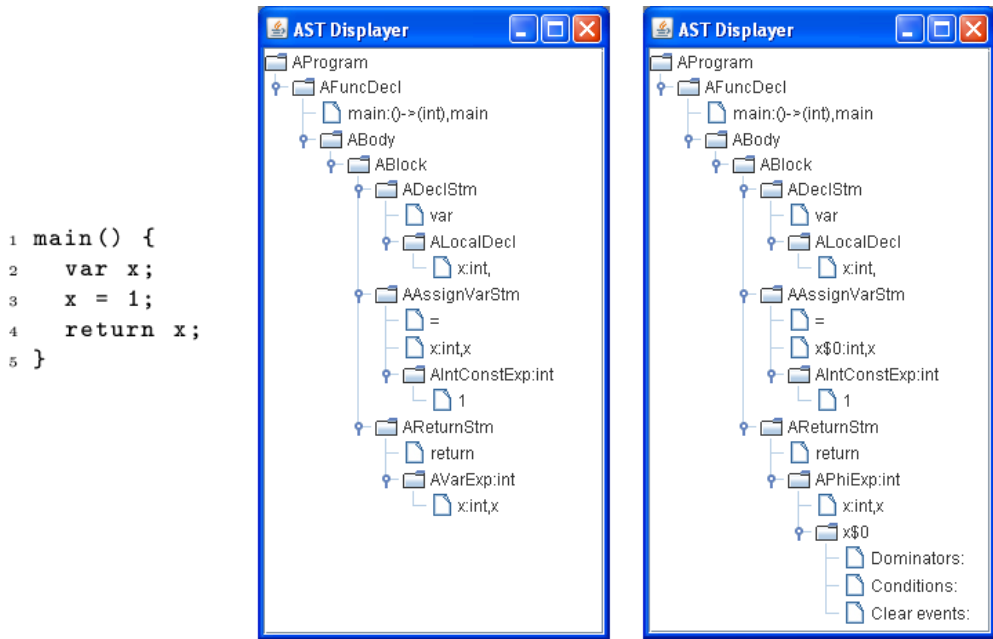 1 main() {
2 var x;
3 x = 1;
4 return x;
5 }
AST Displayer
AProgram
AFuncDecl
main:()->(int),main
ABody
ABlock
ADeclStm
var
ALocalDecl
x:int,
AAssignVarStm
=
x:int,x
AIntConstExp:int
1
AReturnStm
return
AVarExp:int
x:int,x
AST Displayer
AProgram
AFuncDecl
main:()->(int),main
ABody
ABlock
ADeclStm
var
ALocalDecl
x:int,
AAssignVarStm
=
x$0:int,x
AIntConstExp:int
1
AReturnStm
return
APhiExp:int
x:int,x
x$0
Dominators:
Conditions:
Clear events: